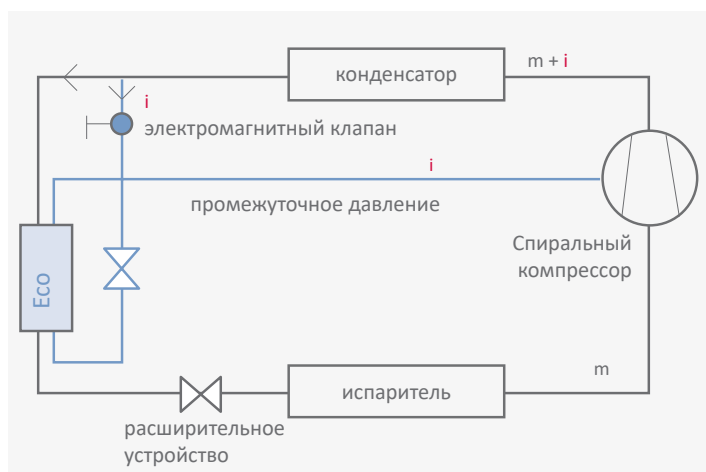 конденсатор
m + i
i
электромагнитный клапан
i
промежуточное давление
Спиральный
компрессор
Eco
m
испаритель
расширительное
устройство